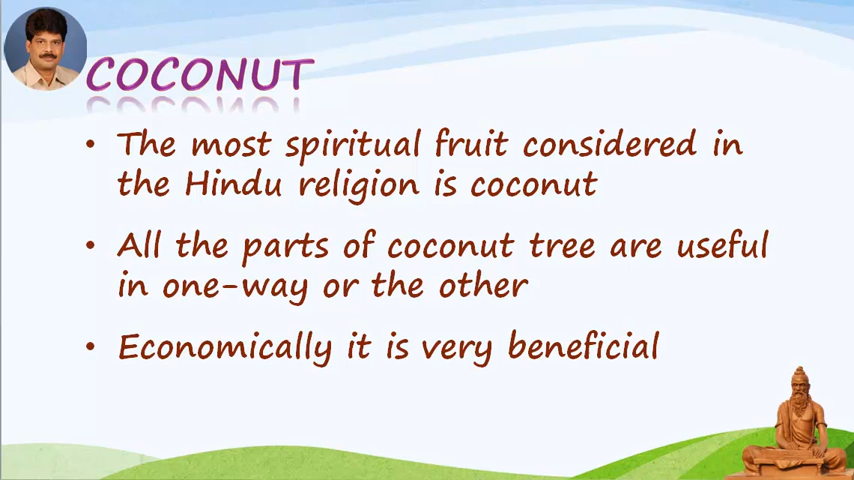 COCONUT
• The most spiritual fruit considered in
the Hindu religion is coconut
• All the parts of coconut tree are useful
in one-way or the other
• Economically it is very beneficial